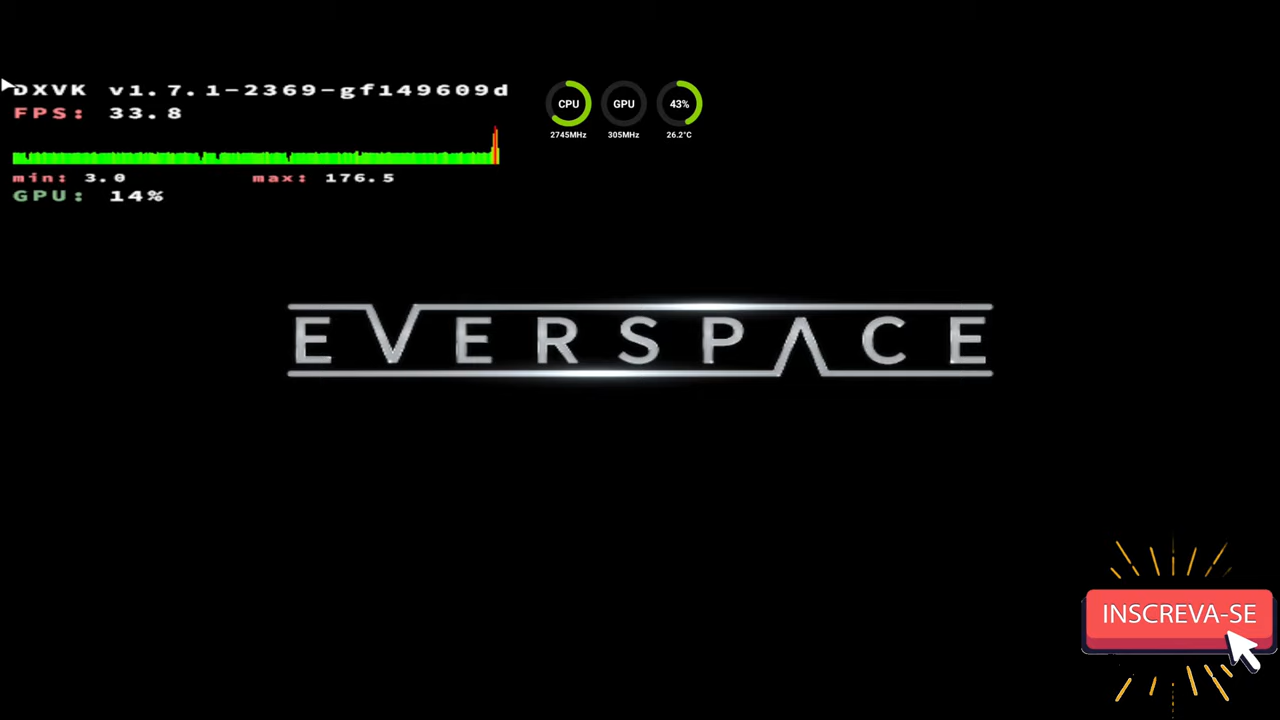 DXVK v1.7.1-2369-gf149609d
FPS: 33.8
min: 3.0 max: 176.5
GPU: 14%
CPU GPU 43%
2745MHz 305MHz 26.2°C
EVERSPACE
INSCREVA-SE